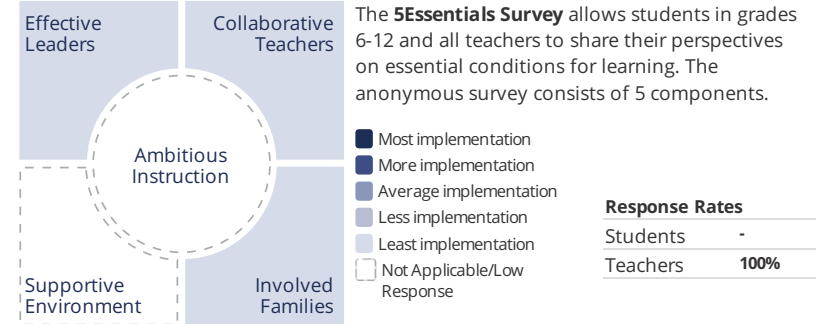 Effective
Leaders
Collaborative
Teachers
Ambitious
Instruction
Supportive
Environment
Involved
Families
The 5Essentials Survey allows students in grades
6-12 and all teachers to share their perspectives
on essential conditions for learning. The
anonymous survey consists of 5 components.
Most implementation
More implementation
Average implementation
Less implementation
Least implementation
Not Applicable/Low
Response
Response Rates
Students -
Teachers 100%